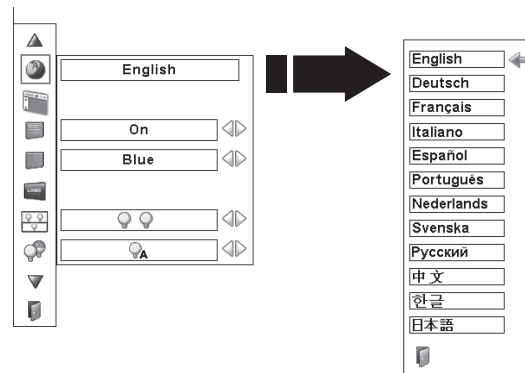 English
On
Blue
LOGO
A
English
Deutsch
Français
Italiano
Español
Português
Nederlands
Svenska
Русский
中文
한글
日本語